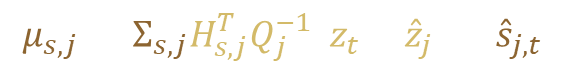 μ_{s,j} Σ_{s,j} H_{s,j}^T Q_j^{-1} z_t ẑ_j ŝ_{j,t}